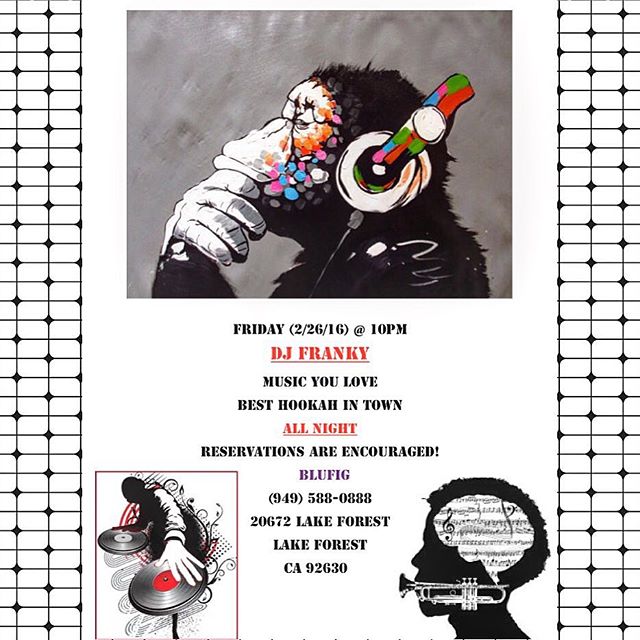 FRIDAY (2/26/16) @ 10PM
DJ FRANKY
MUSIC YOU LOVE
BEST HOOKAH IN TOWN
ALL NIGHT
RESERVATIONS ARE ENCOURAGED!
BLUFIG
(949) 588-0888
20672 LAKE FOREST
LAKE FOREST
CA 92630